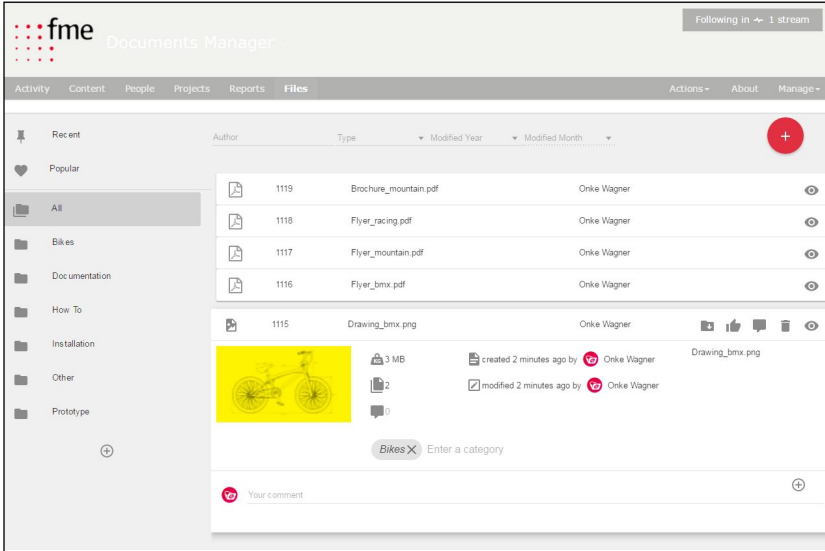 fme
Documents Manager
Following in 1 stream
Activity Content People Projects Reports Files Actions About Manage
Recent
Popular
All
Bikes
Documentation
How To
Installation
Other
Prototype
Author Type Modified Year Modified Month
+
1119 Brochure_mountain.pdf Onke Wagner
1118 Flyer_racing.pdf Onke Wagner
1117 Flyer_mountain.pdf Onke Wagner
1116 Flyer_bmx.pdf Onke Wagner
1115 Drawing_bmx.png Onke Wagner
3 MB created 2 minutes ago by Onke Wagner Drawing_bmx.png
2 modified 2 minutes ago by Onke Wagner
0
Bikes Enter a category
Your comment